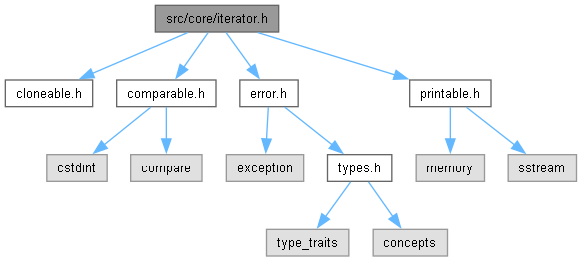 src/core/iterator.h
cloneable.h
comparable.h
error.h
printable.h
cstdint
compare
exception
types.h
memory
sstream
type_traits
concepts